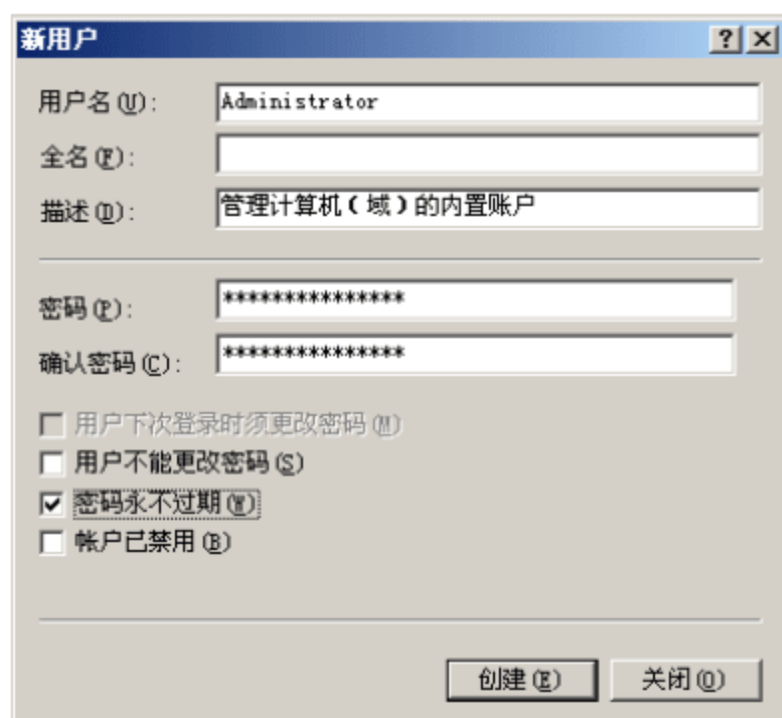 新用户
用户名(U): Administrator
全名(F):
描述(D): 管理计算机(域)的内置账户
密码(P): ***************
确认密码(C): ***************
用户下次登录时须更改密码(M)
用户不能更改密码(S)
密码永不过期(W)
帐户已禁用(B)
创建(E) 关闭(O)